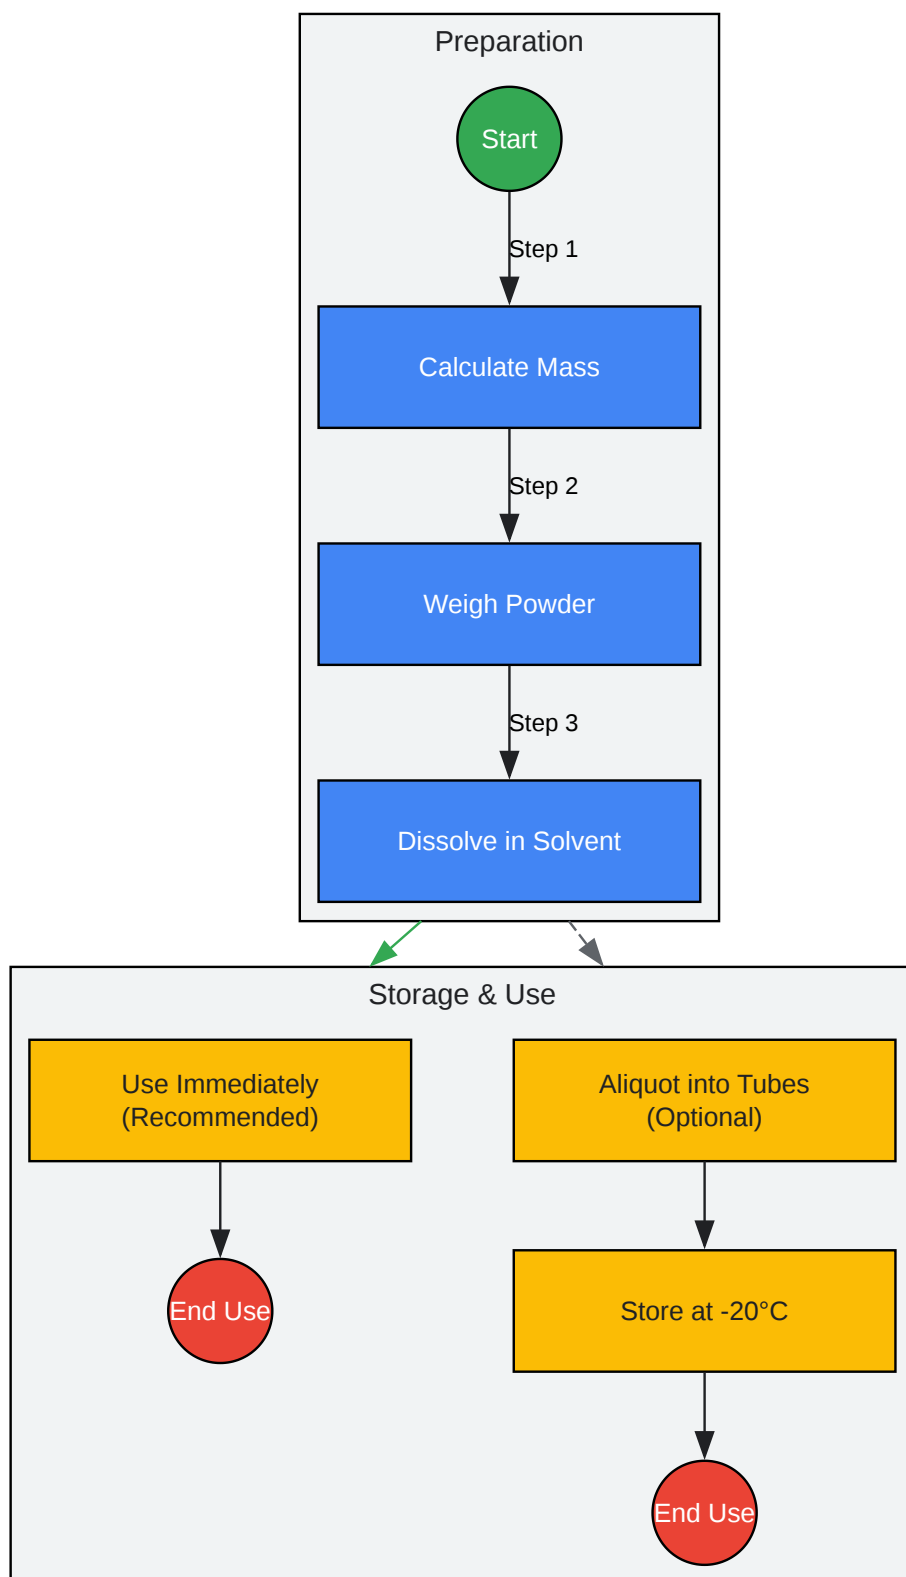 Preparation
Start
Step 1
Calculate Mass
Step 2
Weigh Powder
Step 3
Dissolve in Solvent
Storage & Use
Use Immediately
(Recommended)
End Use
Aliquot into Tubes
(Optional)
Store at -20°C
End Use